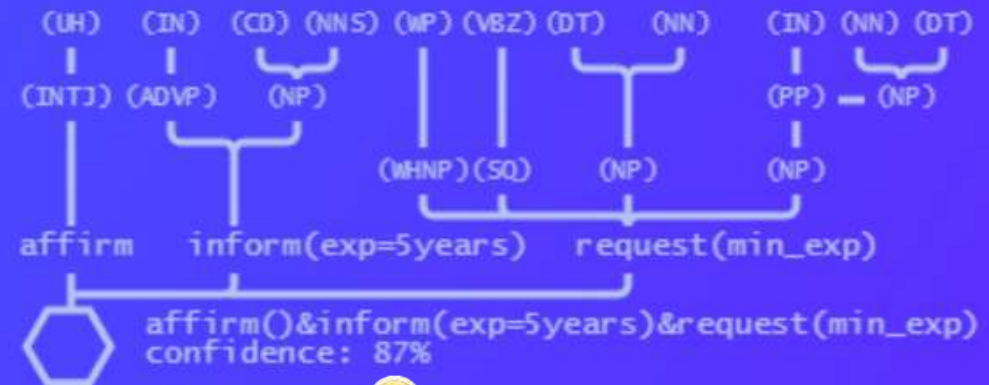 (UH) (IN) (CD) (NNS) (WP) (VBZ) (DT) (NN) (IN) (NN) (DT)
(INTJ) (ADVP) (NP) (PP) (NP)
(WHNP) (SQ) (NP) (NP)
affirm inform(exp=5years) request(min_exp)
affirm()&inform(exp=5years)&request(min_exp)
confidence: 87%